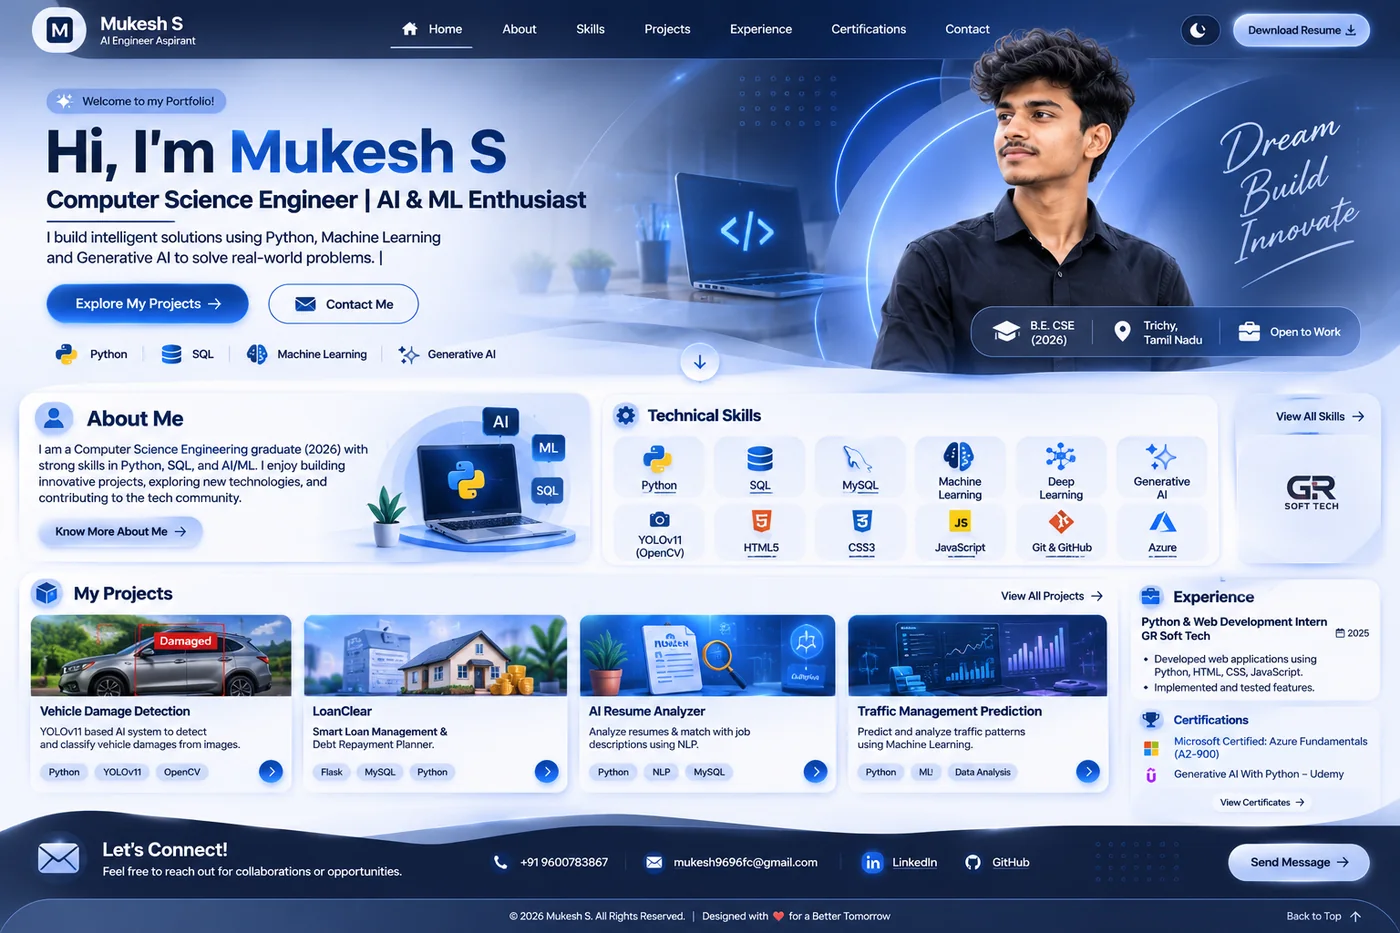 M
Mukesh S
AI Engineer Aspirant
Home
About
Skills
Projects
Experience
Certifications
Contact
Download Resume
Welcome to my Portfolio!
Hi, I'm Mukesh S
Computer Science Engineer | AI & ML Enthusiast
I build intelligent solutions using Python, Machine Learning
and Generative AI to solve real-world problems. |
Explore My Projects →
Contact Me
Python
SQL
Machine Learning
Generative AI
</>
Dream
Build
Innovate
B.E. CSE
(2026)
Trichy,
Tamil Nadu
Open to Work
About Me
I am a Computer Science Engineering graduate (2026) with
strong skills in Python, SQL, and AI/ML. I enjoy building
innovative projects, exploring new technologies, and
contributing to the tech community.
Know More About Me →
AI
ML
SQL
Technical Skills
Python
SQL
MySQL
Machine
Learning
Deep
Learning
Generative
AI
YOLOv11
(OpenCV)
5
HTML5
3
CSS3
JS
JavaScript
Git & GitHub
Azure
View All Skills →
GR
SOFT TECH
My Projects
View All Projects →
Damaged
Vehicle Damage Detection
YOLOv11 based AI system to detect
and classify vehicle damages from images.
Python
YOLOv11
OpenCV
LoanClear
Smart Loan Management &
Debt Repayment Planner.
Flask
MySQL
Python
AI Resume Analyzer
Analyze resumes & match with job
descriptions using NLP.
Python
NLP
MySQL
Traffic Management Prediction
Predict and analyze traffic patterns
using Machine Learning.
Python
ML
Data Analysis
Experience
Python & Web Development Intern
GR Soft Tech
2025
• Developed web applications using
Python, HTML, CSS, JavaScript.
• Implemented and tested features.
Certifications
Microsoft Certified: Azure Fundamentals
(A2-900)
Generative AI With Python – Udemy
View Certificates →
Let's Connect!
Feel free to reach out for collaborations or opportunities.
+91 9600783867
mukesh9696fc@gmail.com
in LinkedIn
GitHub
Send Message →
© 2026 Mukesh S. All Rights Reserved. | Designed with ❤️ for a Better Tomorrow
Back to Top ↑